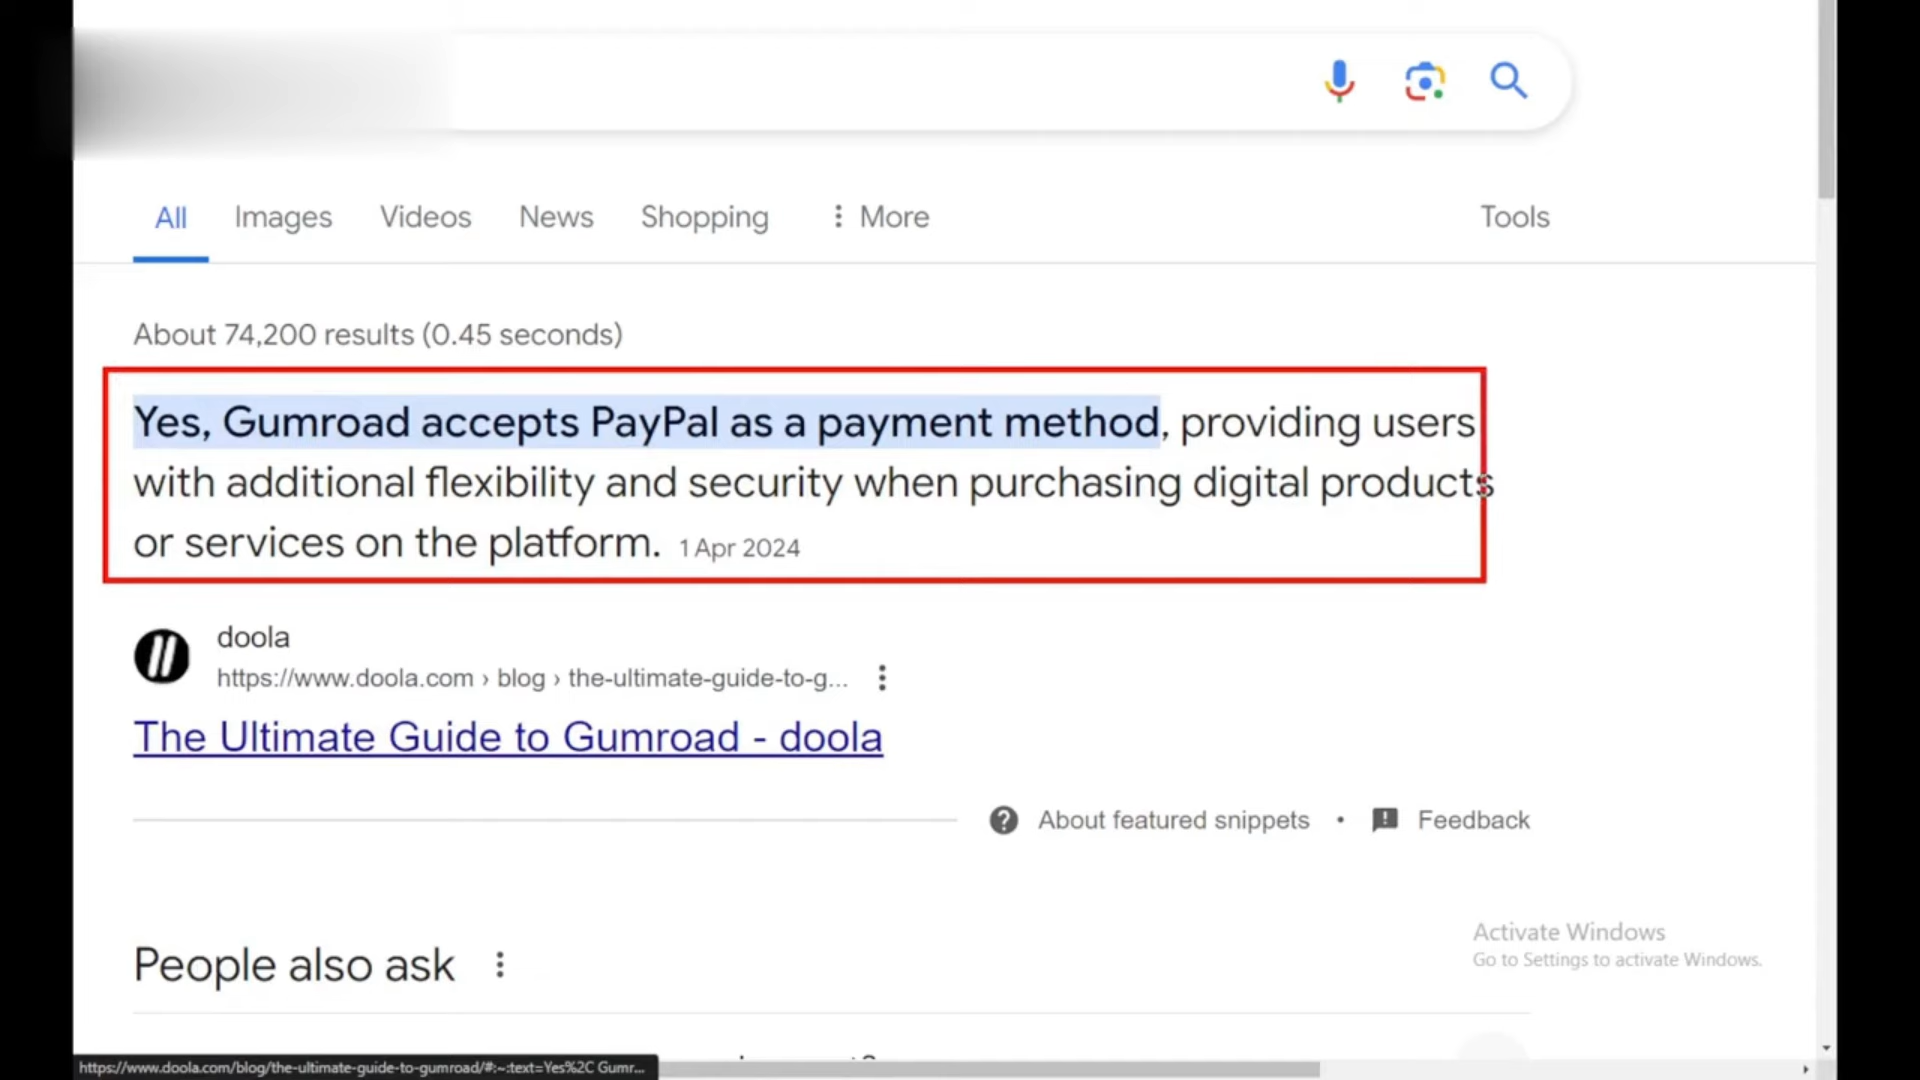 All Images Videos News Shopping More Tools
About 74,200 results (0.45 seconds)
Yes, Gumroad accepts PayPal as a payment method, providing users
with additional flexibility and security when purchasing digital products
or services on the platform. 1 Apr 2024
doola
https://www.doola.com › blog › the-ultimate-guide-to-g...
The Ultimate Guide to Gumroad - doola
About featured snippets • Feedback
Activate Windows
Go to Settings to activate Windows.
People also ask
https://www.doola.com/blog/the-ultimate-guide-to-gumroad/#:~:text=Yes%2C Gumr...